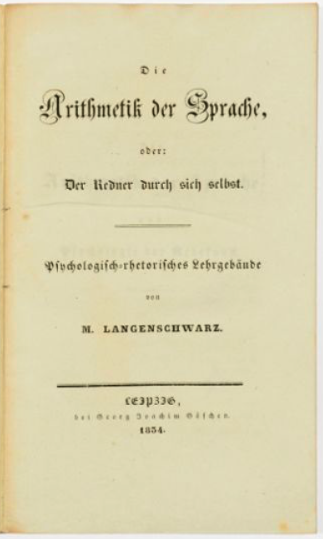 Die
Arithmetik der Sprache,
oder:
Der Redner durch sich selbst.
Psychologisch-rhetorisches Lehrgebäude
von
M. LANGENSCHWARZ.
LEIPZIG,
bei Georg Joachim Göschen.
1834.